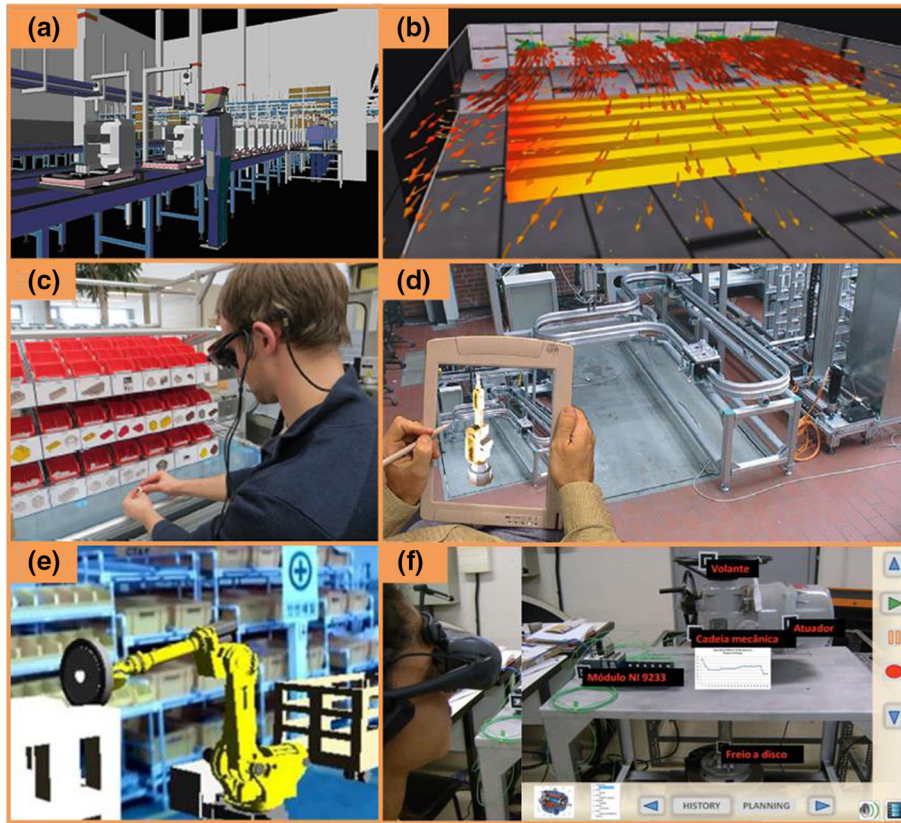 (a)
(b)
(c)
(d)
(e)
(f)
Volante
Atuador
Cadeia mecânica
Módulo NI 9233
Freio a disco
HISTORY
PLANNING